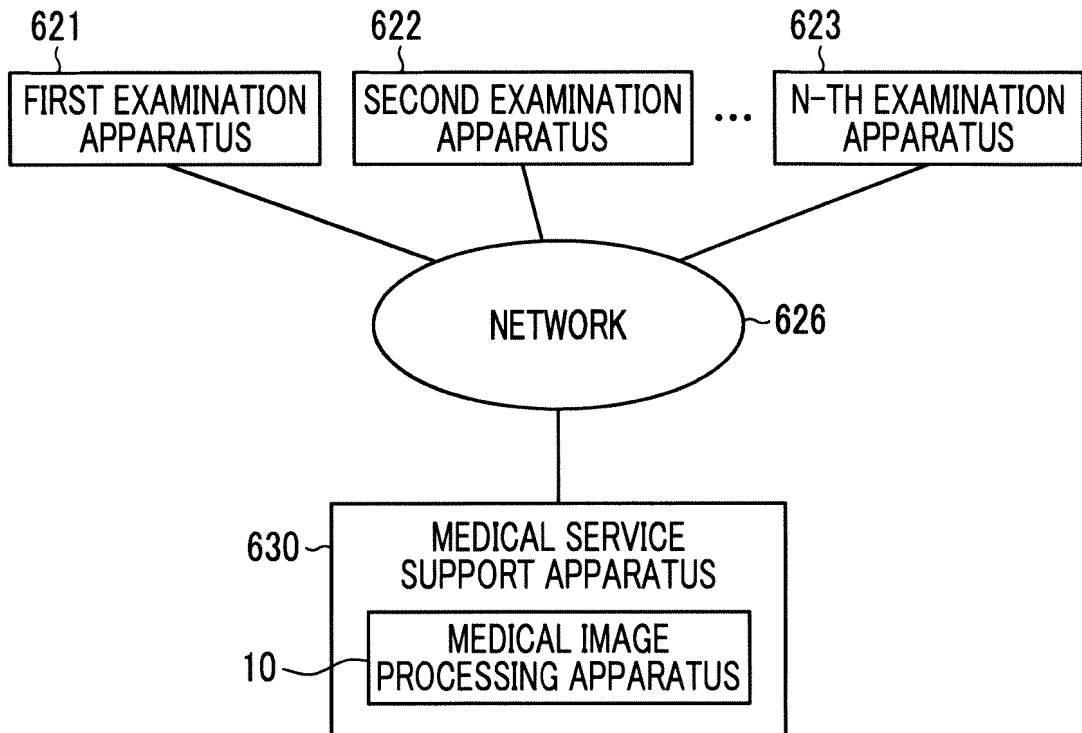 621
622
623
FIRST EXAMINATION
APPARATUS
SECOND EXAMINATION
APPARATUS
...
N-TH EXAMINATION
APPARATUS
NETWORK
626
630
MEDICAL SERVICE
SUPPORT APPARATUS
10
MEDICAL IMAGE
PROCESSING APPARATUS